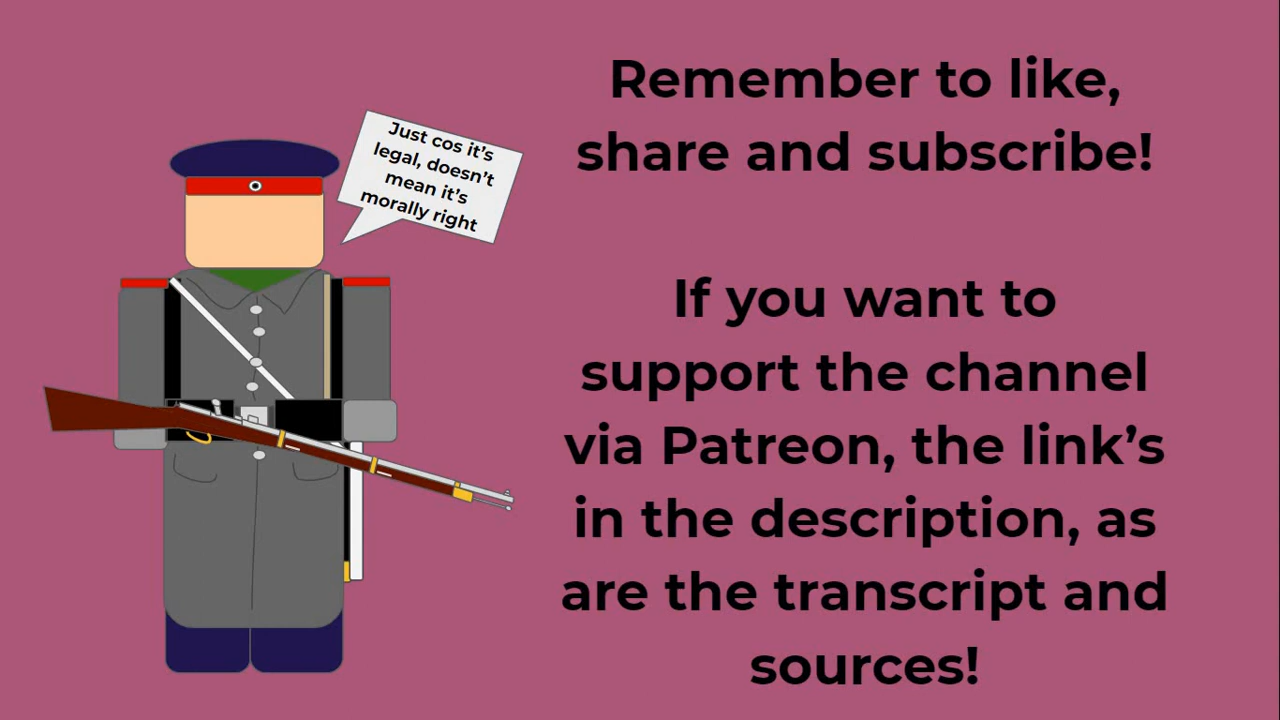 Just cos it's
legal, doesn't
mean it's
morally right
Remember to like,
share and subscribe!
If you want to
support the channel
via Patreon, the link’s
in the description, as
are the transcript and
sources!